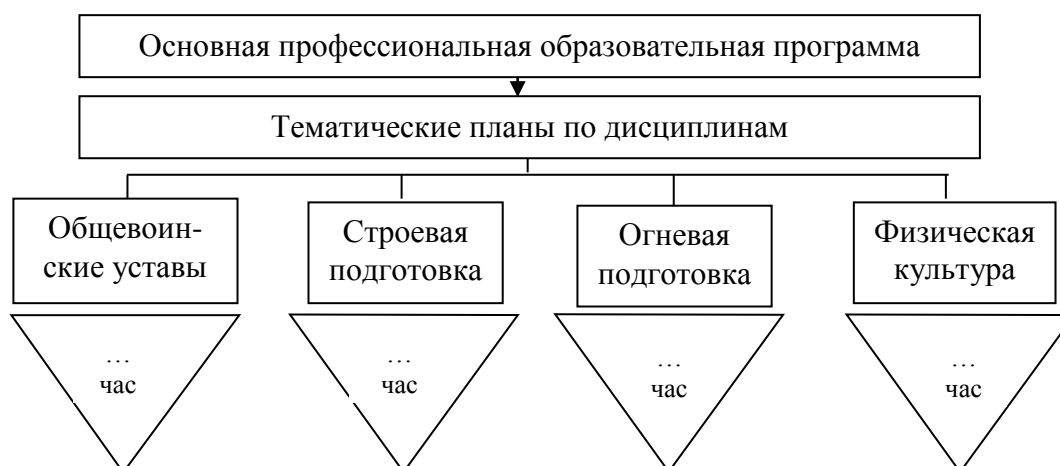 Основная профессиональная образовательная программа
Тематические планы по дисциплинам
Общевоин-
ские уставы
Строевая
подготовка
Огневая
подготовка
Физическая
культура
…
час
…
час
…
час
…
час